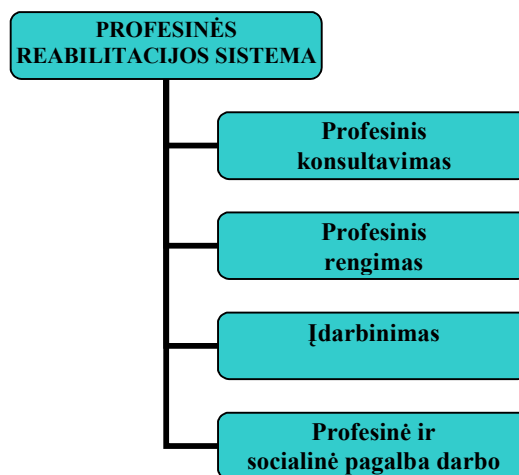 PROFESINĖS
REABILITACIJOS SISTEMA
Profesinis
konsultavimas
Profesinis
rengimas
Įdarbinimas
Profesinė ir
socialinė pagalba darbo